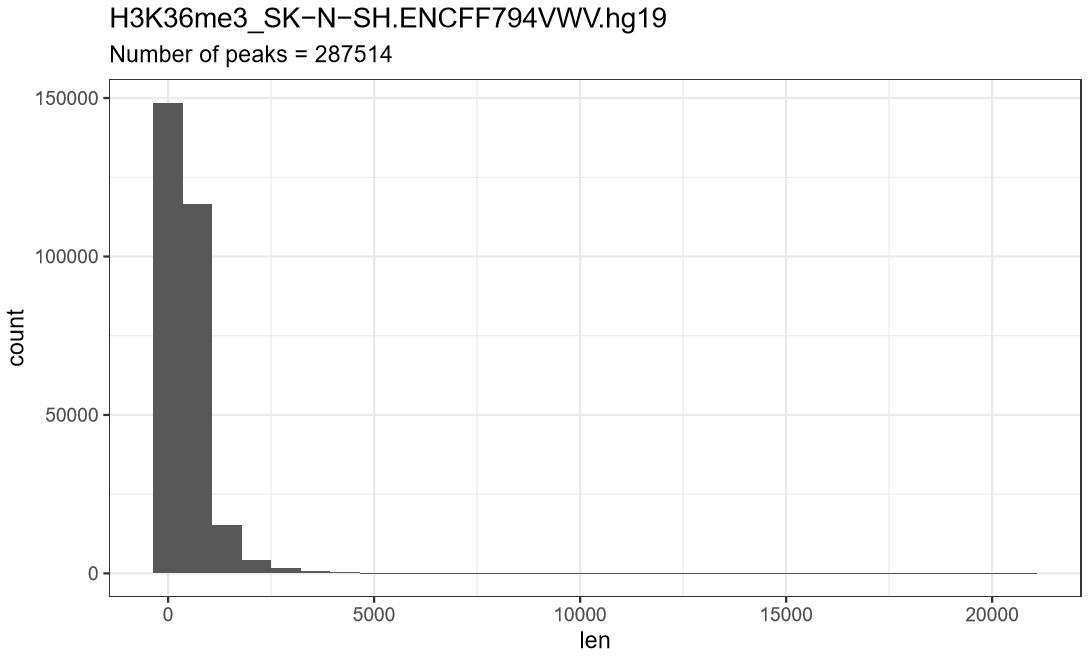 H3K36me3_SK−N−SH.ENCFF794VWV.hg19
Number of peaks = 287514
150000
100000
50000
0
count
0 5000 10000 15000 20000
len